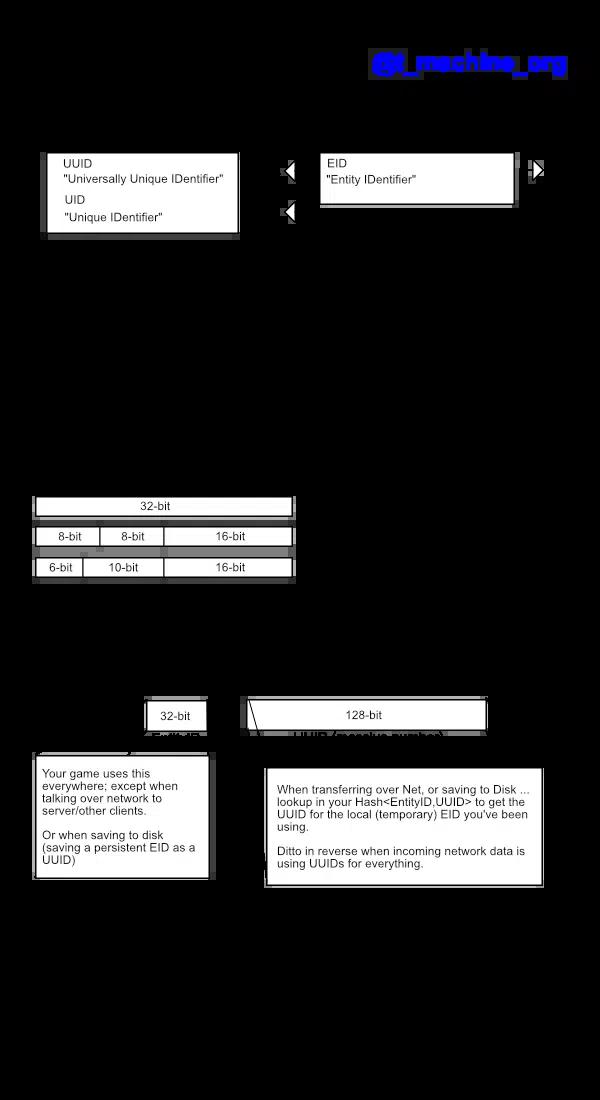 @t_machine_org
UUID
"Universally Unique IDentifier"
UID
"Unique IDentifier"
EID
"Entity IDentifier"
32-bit
8-bit 8-bit 16-bit
6-bit 10-bit 16-bit
32-bit
128-bit
Your game uses this
everywhere; except when
talking over network to
server/other clients.
Or when saving to disk
(saving a persistent EID as a
UUID)
When transferring over Net, or saving to Disk ...
lookup in your Hash<EntityID,UUID> to get the
UUID for the local (temporary) EID you've been
using.
Ditto in reverse when incoming network data is
using UUIDs for everything.